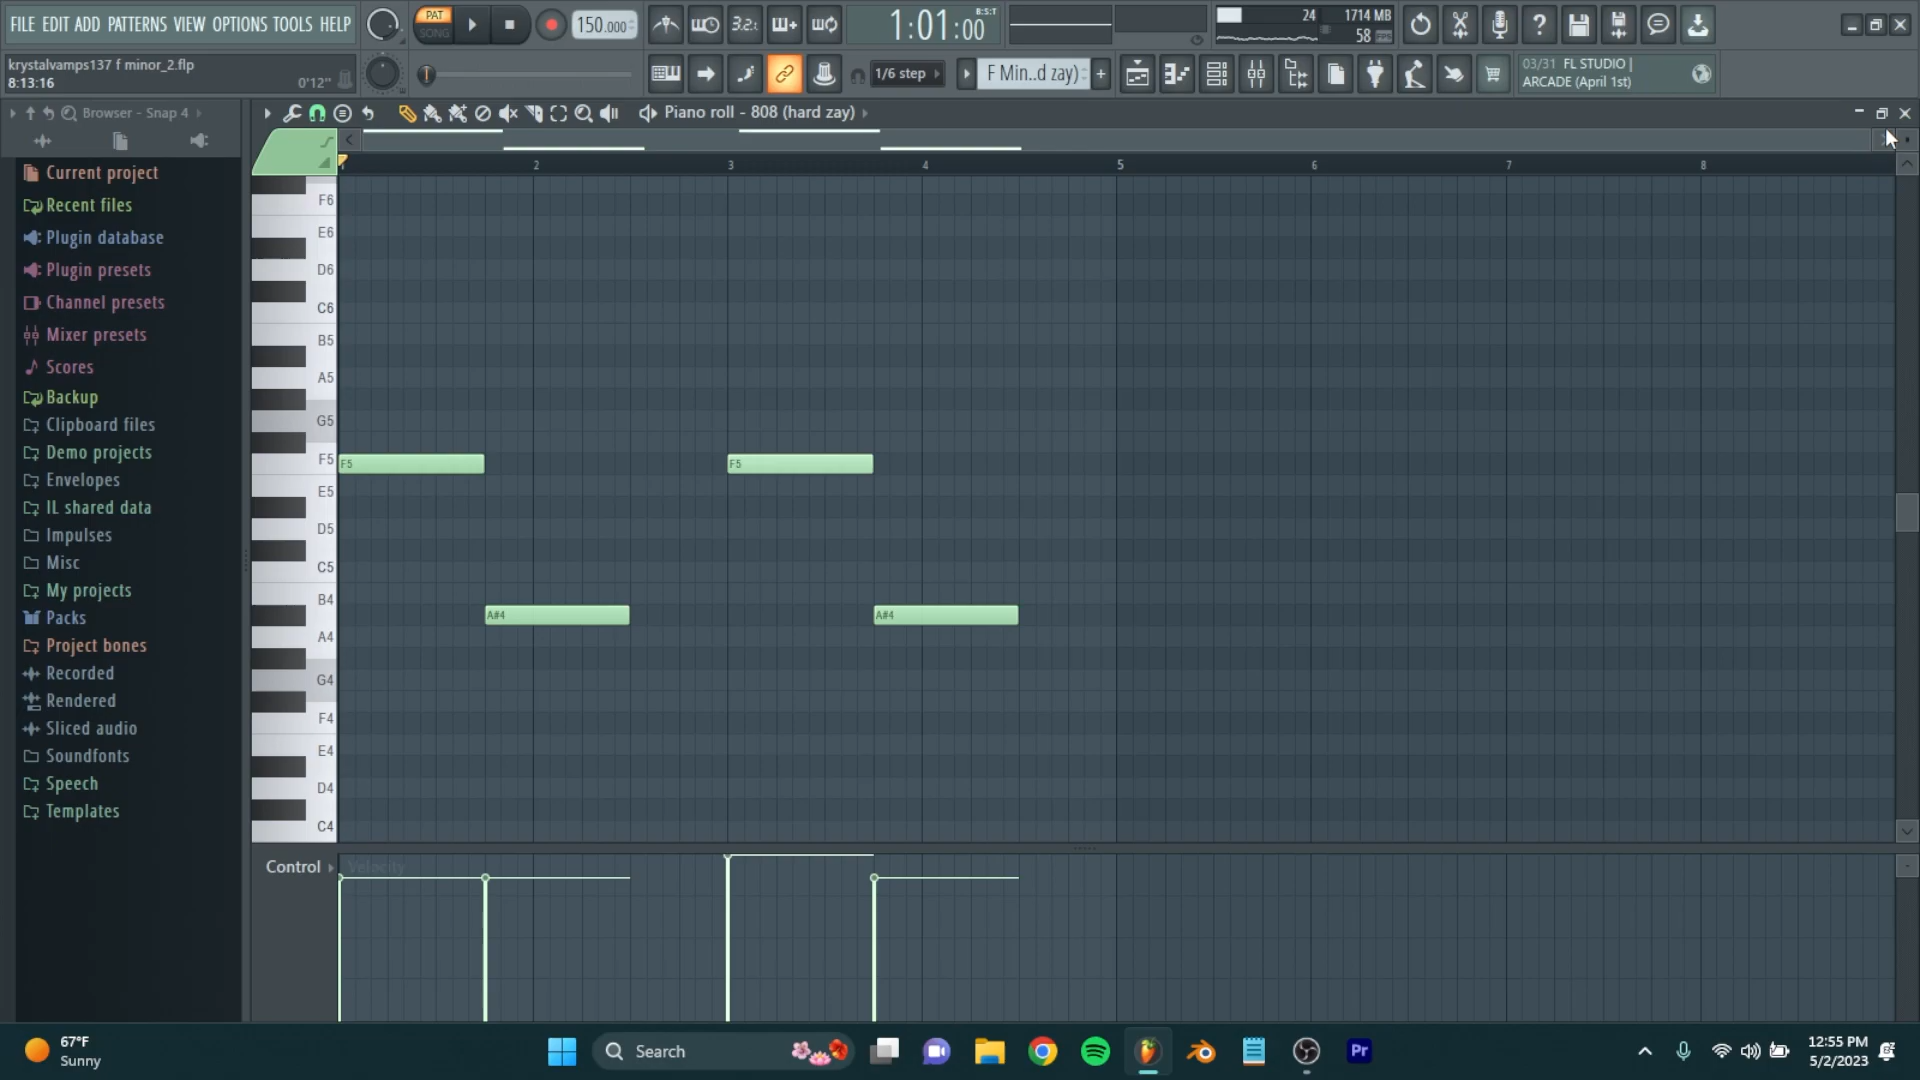 FILE EDIT ADD PATTERNS VIEW OPTIONS TOOLS HELP
PAT
SONG
150.000
3.2.
1:01:00
B:S:T
24
1714 MB
58
krystalvamps137 f minor_2.flp
8:13:16
0'12"
1/6 step
F Min..d zay)
03/31 FL STUDIO |
ARCADE (April 1st)
Browser - Snap 4
Piano roll - 808 (hard zay)
Current project
Recent files
Plugin database
Plugin presets
Channel presets
Mixer presets
Scores
Backup
Clipboard files
Demo projects
Envelopes
IL shared data
Impulses
Misc
My projects
Packs
Project bones
Recorded
Rendered
Sliced audio
Soundfonts
Speech
Templates
2
3
4
5
6
7
8
F6
E6
D6
C6
B5
A5
G5
F5
E5
D5
C5
B4
A4
G4
F4
E4
D4
C4
F5
F5
A#4
A#4
Control
Velocity
67°F
Sunny
Search
Pr
12:55 PM
5/2/2023